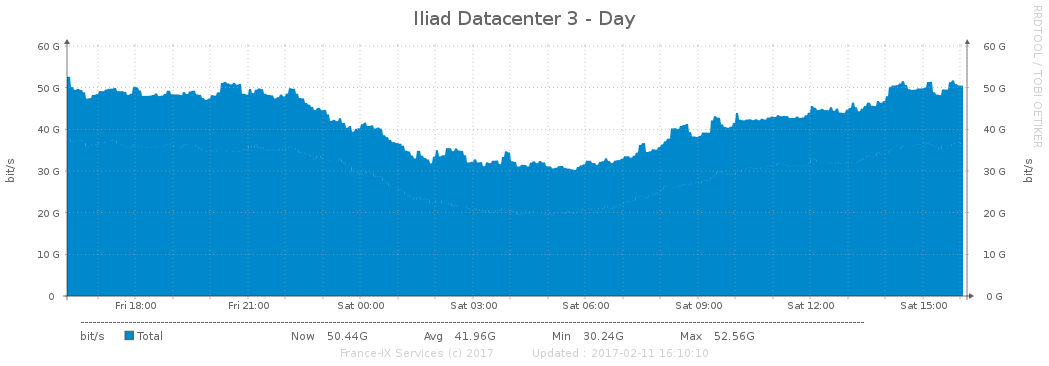 Iliad Datacenter 3 - Day
RRDTOOL / TOBI OETIKER
60 G 60 G
50 G 50 G
40 G 40 G
30 G 30 G
20 G 20 G
10 G 10 G
0 0 G
bit/s bit/s
Fri 18:00 Fri 21:00 Sat 00:00 Sat 03:00 Sat 06:00 Sat 09:00 Sat 12:00 Sat 15:00
bit/s Total Now 50.44G Avg 41.96G Min 30.24G Max 52.56G
France-IX Services (c) 2017 Updated : 2017-02-11 16:10:10